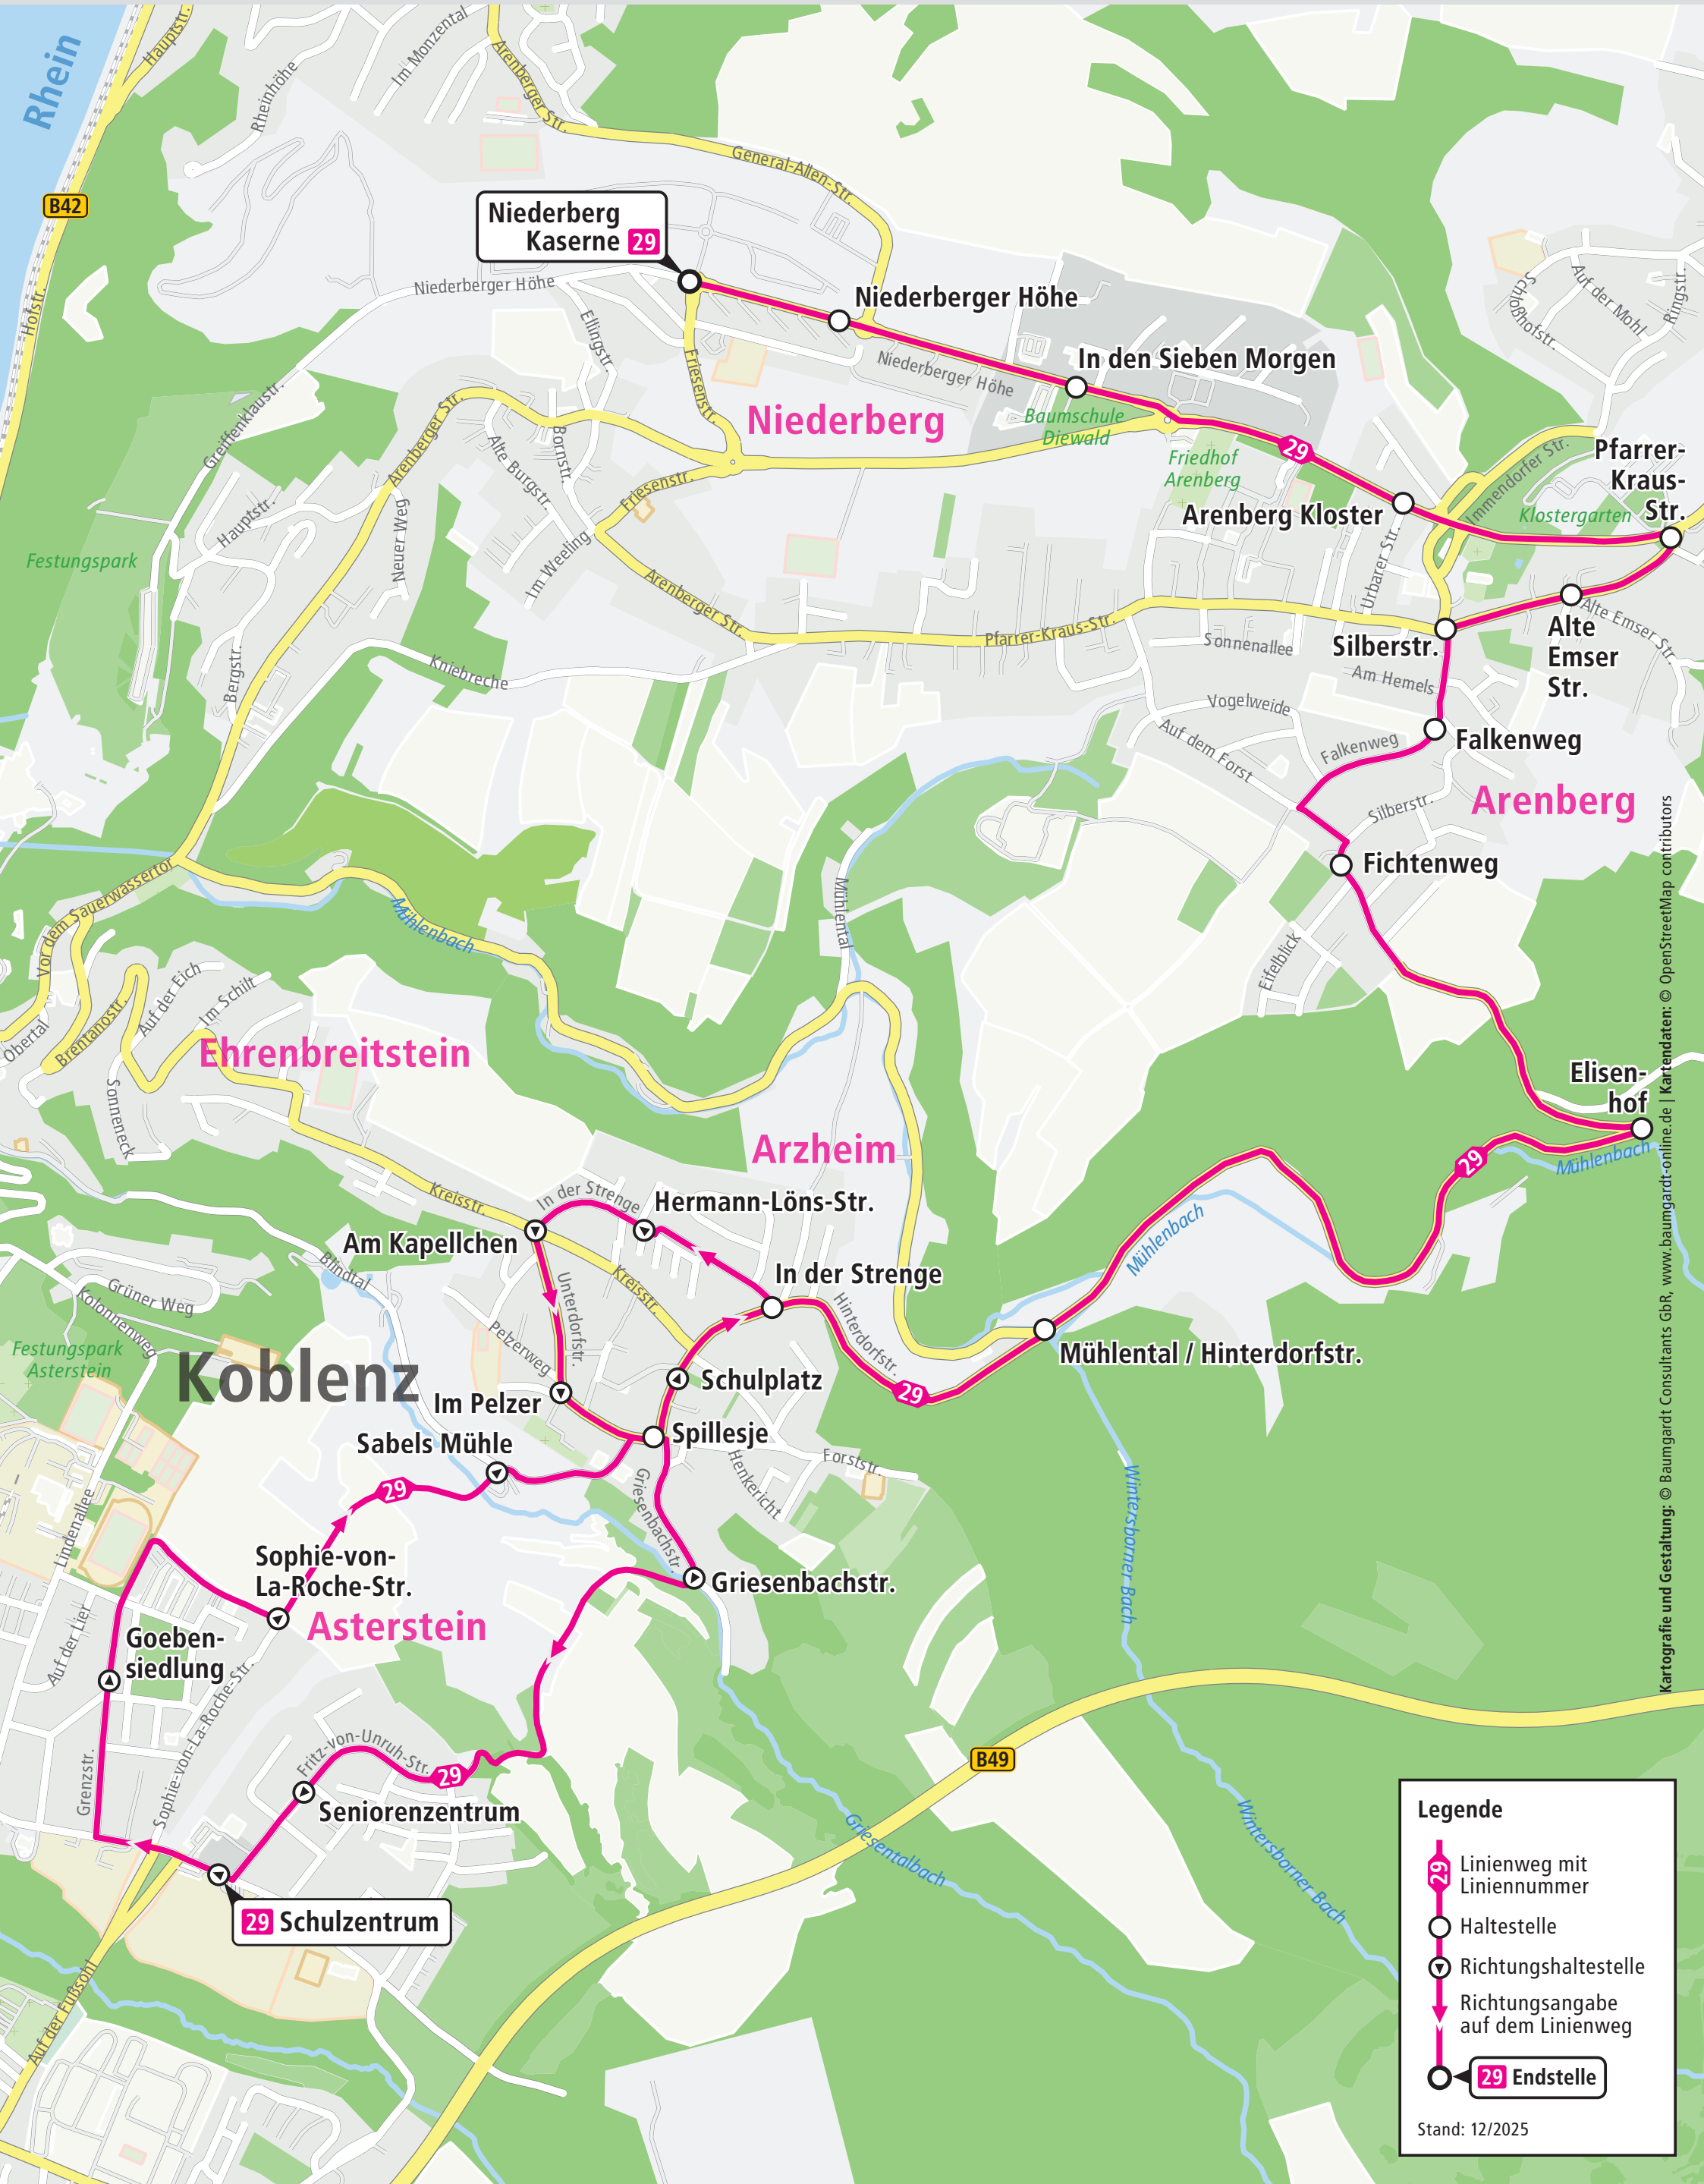 Rhein
Hauptstr.
Im Monzental
Arenberger Str.
Rheinhöhe
General-Allen-Str.
B42
Niederberg
Kaserne 29
Niederberger Höhe
Niederberger Höhe
Hofstr.
Ellingstr.
Friesenstr.
Niederberger Höhe
In den Sieben Morgen
Schloßhofstr.
Auf der Mohl
Ringstr.
Greiffenklaustr.
Arenberger Str.
Niederberg
Baumschule
Diewald
Bornstr.
Alte Burgstr.
Friesenstr.
Friedhof
Arenberg
29
Immendorfer Str.
Pfarrer-
Kraus-
Str.
Klostergarten
Arenberg Kloster
Hauptstr.
Neuer Weg
Im Weeling
Festungspark
Arenberger Str.
Urbarer Str.
Alte Emser Str.
Pfarrer-Kraus-Str.
Sonnenallee
Silberstr.
Alte
Emser
Str.
Bergstr.
Kniebreche
Am Hemels
Vogelweide
Auf dem Forst
Falkenweg
Falkenweg
Silberstr.
Arenberg
Fichtenweg
Vor dem Sauerwassertor
Mühlenbach
Mühlental
Eifelblick
Auf der Eich
Im Schilt
Obertal
Brentanostr.
Ehrenbreitstein
Sonneneck
Elisen-
hof
Arzheim
29
Mühlenbach
Kreisstr.
In der Strenge
Hermann-Löns-Str.
Am Kapellchen
Mühlenbach
Blindtal
In der Strenge
Grüner Weg
Kolonnenweg
Unterdorfstr.
Kreisstr.
Hinterdorfstr.
Pelzerweg
Festungspark
Asterstein
Koblenz
Mühlental / Hinterdorfstr.
Schulplatz
29
Im Pelzer
Sabels Mühle
Spillesje
Forststr.
Henkericht
29
Griesenbachstr.
Wintersborner Bach
Lindenallee
Sophie-von-
La-Roche-Str.
Griesenbachstr.
Asterstein
Auf der Lier
Goeben-
siedlung
Sophie-von-La-Roche-Str.
Fritz-von-Unruh-Str.
29
Grenzstr.
Seniorenzentrum
B49
Griesentalbach
Wintersborner Bach
29 Schulzentrum
Auf der Fußsohl
Legende
29
Linienweg mit
Liniennummer
Haltestelle
Richtungshaltestelle
Richtungsangabe
auf dem Linienweg
29 Endstelle
Stand: 12/2025
Kartografie und Gestaltung: © Baumgardt Consultants GbR, www.baumgardt-online.de | Kartendaten: © OpenStreetMap contributors